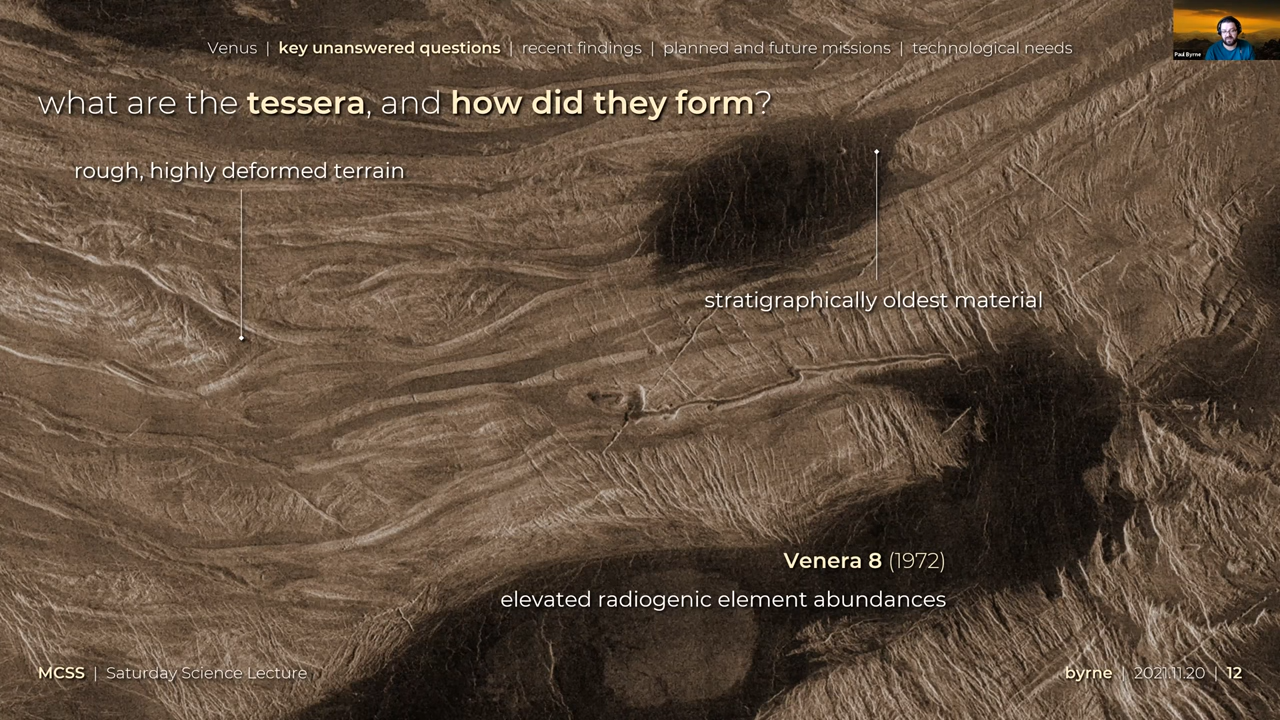 Venus | key unanswered questions | recent findings | planned and future missions | technological needs
Paul Byrne
what are the tessera, and how did they form?
rough, highly deformed terrain
stratigraphically oldest material
Venera 8 (1972)
elevated radiogenic element abundances
MCSS | Saturday Science Lecture
byrne | 2021.11.20 | 12